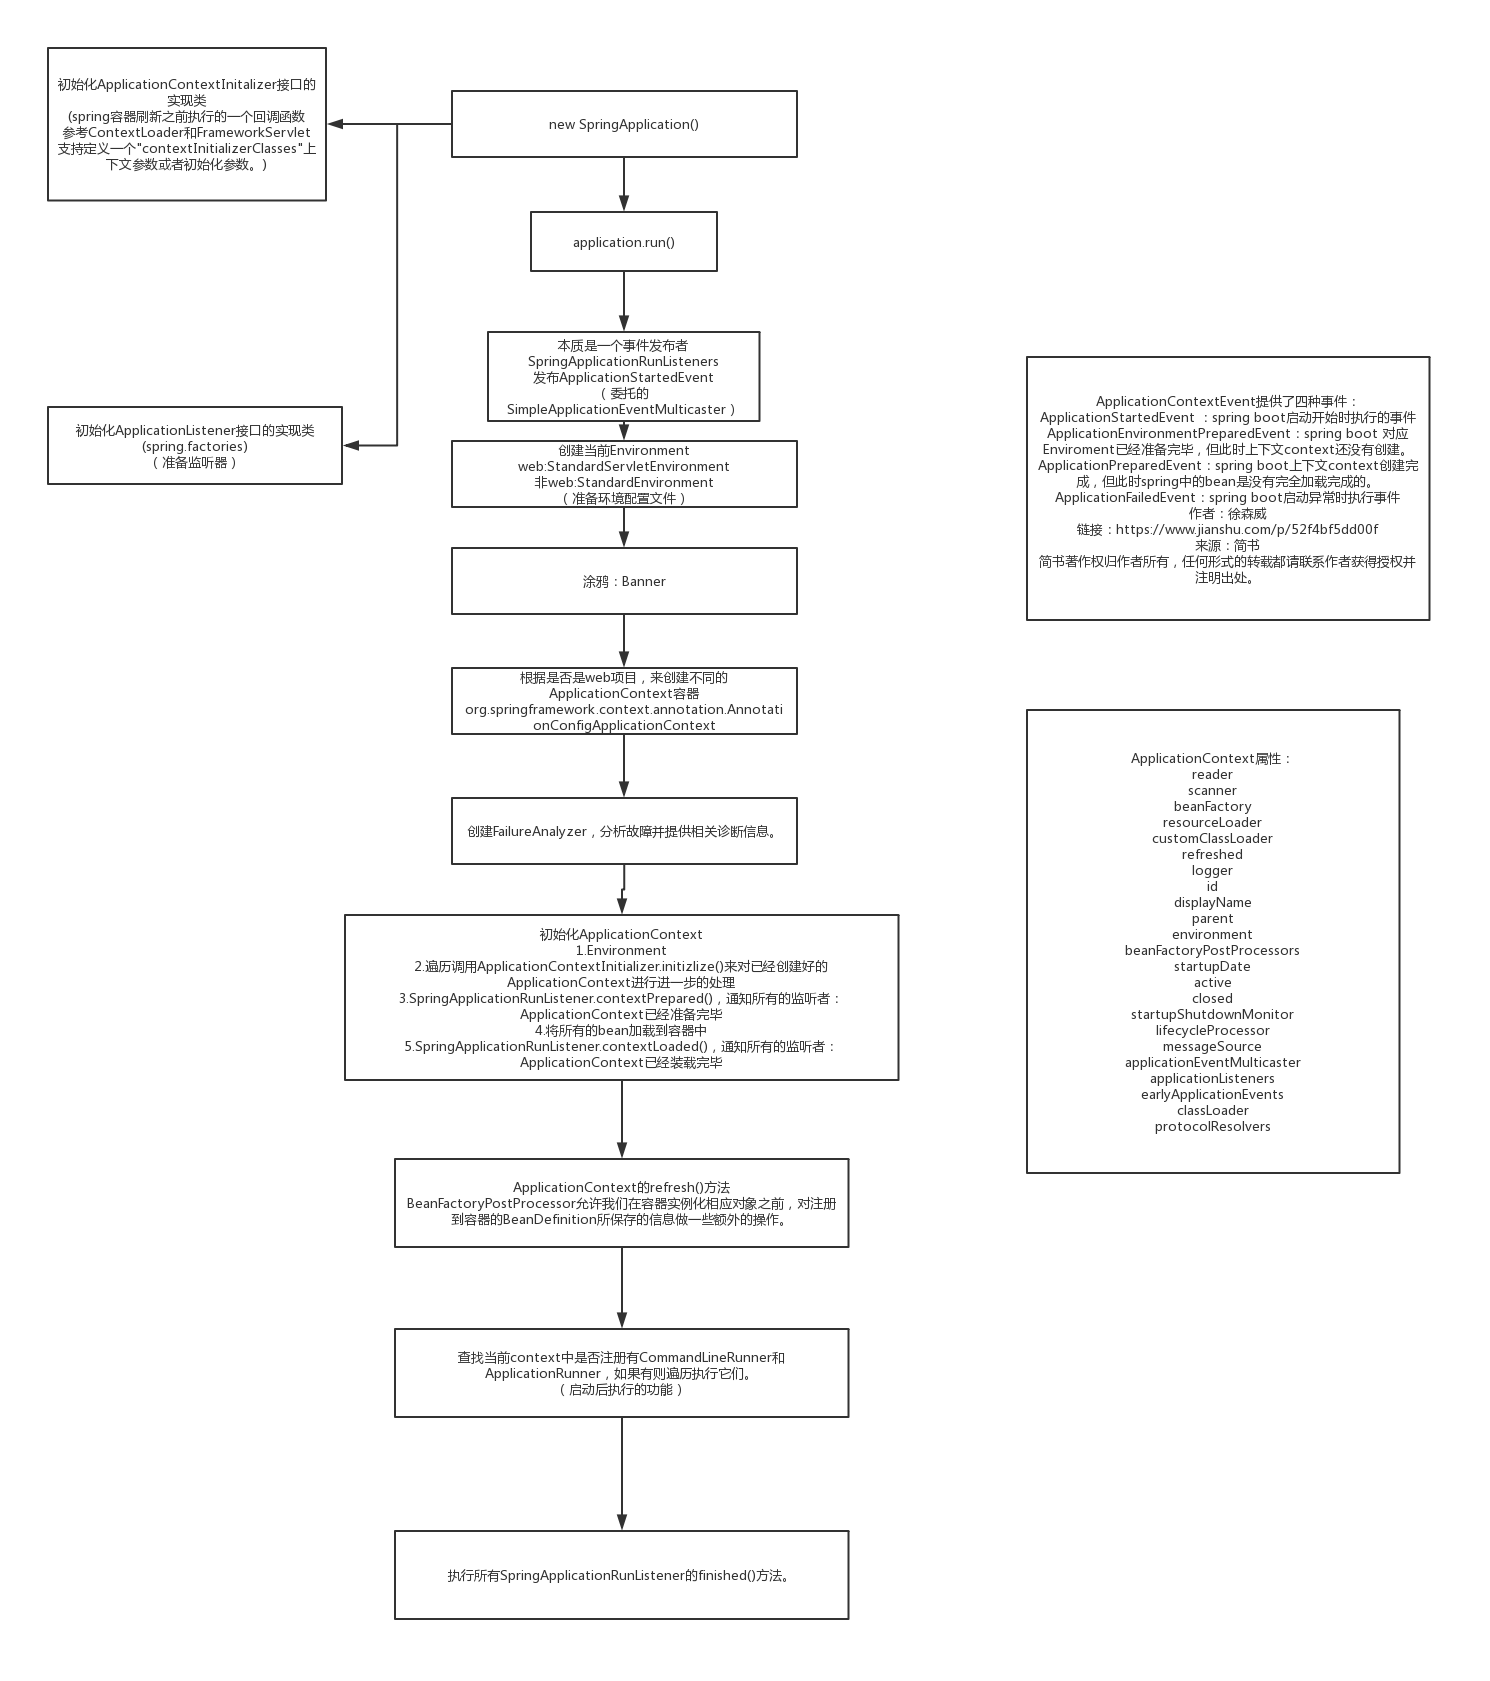 初始化ApplicationContextInitalizer接口的
实现类
(spring容器刷新之前执行的一个回调函数
参考ContextLoader和FrameworkServlet
支持定义一个"contextInitializerClasses"上
下文参数或者初始化参数。)
new SpringApplication()
application.run()
本质是一个事件发布者
SpringApplicationRunListeners
发布ApplicationStartedEvent
（委托的
SimpleApplicationEventMulticaster）
初始化ApplicationListener接口的实现类
(spring.factories)
（准备监听器）
创建当前Environment
web:StandardServletEnvironment
非web:StandardEnvironment
（准备环境配置文件）
涂鸦：Banner
根据是否是web项目，来创建不同的
ApplicationContext容器
org.springframework.context.annotation.Annotati
onConfigApplicationContext
创建FailureAnalyzer，分析故障并提供相关诊断信息。
初始化ApplicationContext
1.Environment
2.遍历调用ApplicationContextInitializer.initizlize()来对已经创建好的
ApplicationContext进行进一步的处理
3.SpringApplicationRunListener.contextPrepared()，通知所有的监听者：
ApplicationContext已经准备完毕
4.将所有的bean加载到容器中
5.SpringApplicationRunListener.contextLoaded()，通知所有的监听者：
ApplicationContext已经装载完毕
ApplicationContext的refresh()方法
BeanFactoryPostProcessor允许我们在容器实例化相应对象之前，对注册
到容器的BeanDefinition所保存的信息做一些额外的操作。
查找当前context中是否注册有CommandLineRunner和
ApplicationRunner，如果有则遍历执行它们。
（启动后执行的功能）
执行所有SpringApplicationRunListener的finished()方法。
ApplicationContextEvent提供了四种事件：
ApplicationStartedEvent ：spring boot启动开始时执行的事件
ApplicationEnvironmentPreparedEvent：spring boot 对应
Enviroment已经准备完毕，但此时上下文context还没有创建。
ApplicationPreparedEvent：spring boot上下文context创建完
成，但此时spring中的bean是没有完全加载完成的。
ApplicationFailedEvent：spring boot启动异常时执行事件
作者：徐森威
链接：https://www.jianshu.com/p/52f4bf5dd00f
来源：简书
简书著作权归作者所有，任何形式的转载都请联系作者获得授权并
注明出处。
ApplicationContext属性：
reader
scanner
beanFactory
resourceLoader
customClassLoader
refreshed
logger
id
displayName
parent
environment
beanFactoryPostProcessors
startupDate
active
closed
startupShutdownMonitor
lifecycleProcessor
messageSource
applicationEventMulticaster
applicationListeners
earlyApplicationEvents
classLoader
protocolResolvers